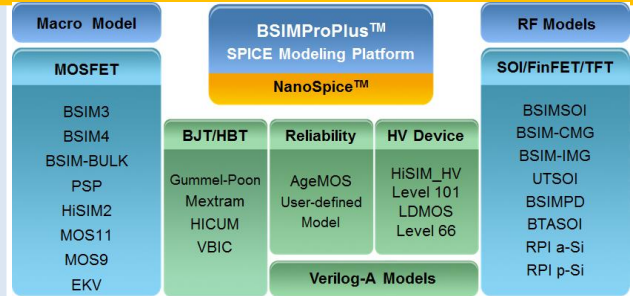 Macro Model
BSIMProPlus™
SPICE Modeling Platform
NanoSpice™
RF Models
MOSFET
BSIM3
BSIM4
BSIM-BULK
PSP
HiSIM2
MOS11
MOS9
EKV
BJT/HBT
Gummel-Poon
Mextram
HICUM
VBIC
Reliability
AgeMOS
User-defined
Model
HV Device
HiSIM_HV
Level 101
LDMOS
Level 66
Verilog-A Models
SOI/FinFET/TFT
BSIMSOI
BSIM-CMG
BSIM-IMG
UTSOI
BSIMPD
BTASOI
RPI a-Si
RPI p-Si